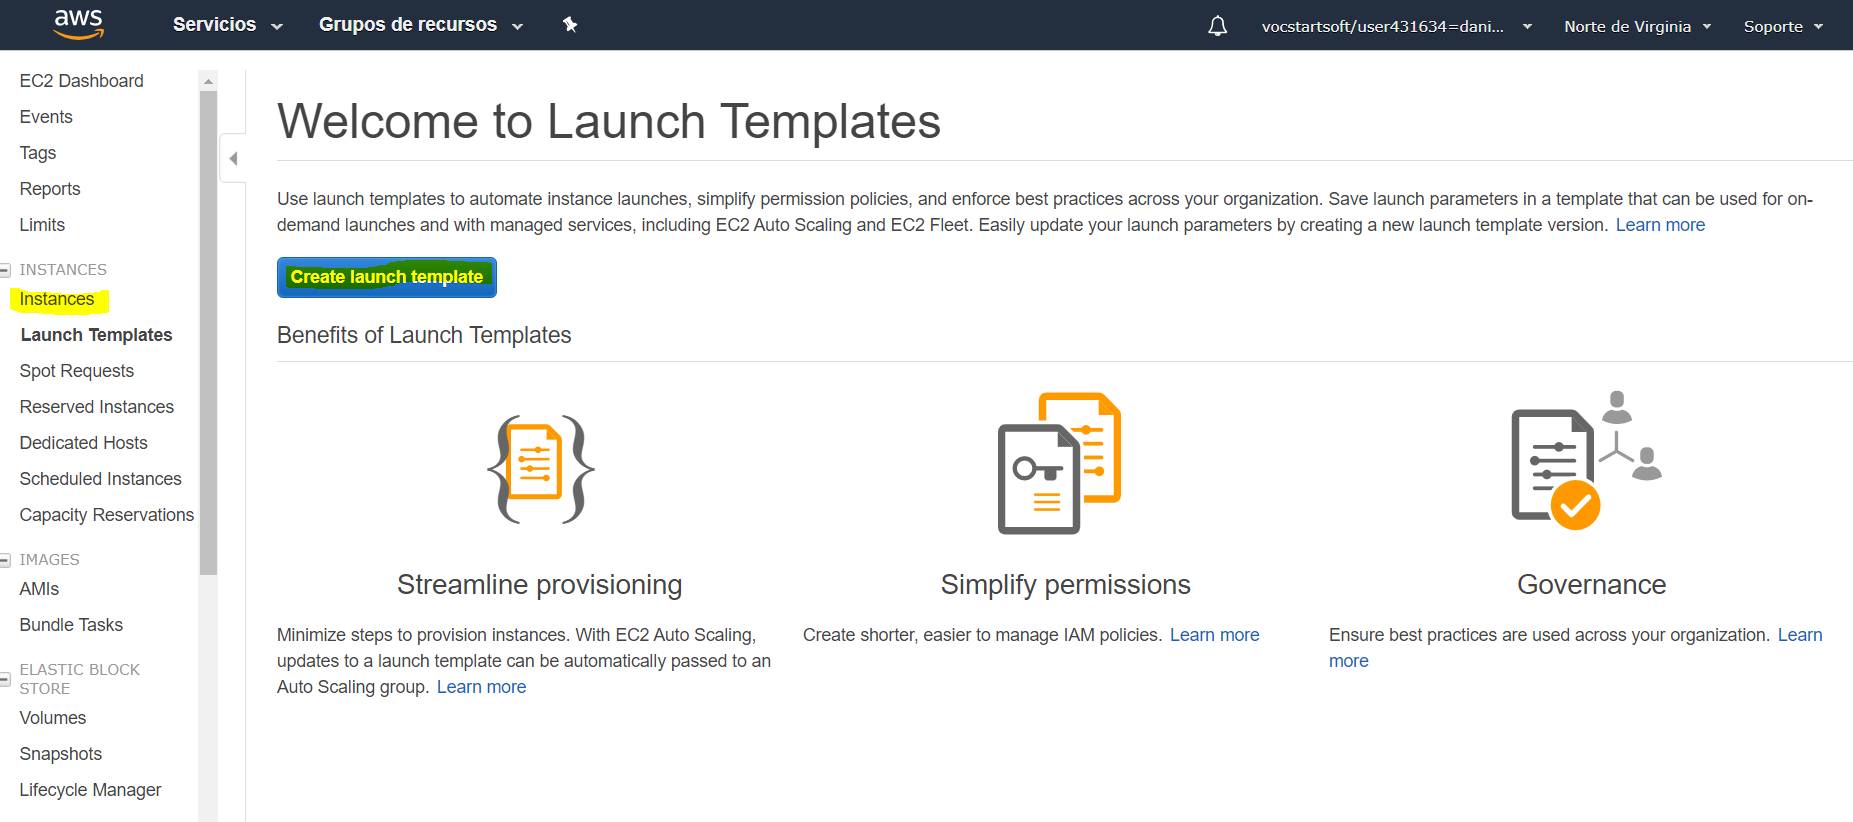 aws
Servicios
Grupos de recursos
vocstartsoft/user431634=dani...
Norte de Virginia
Soporte
EC2 Dashboard
Events
Tags
Reports
Limits
INSTANCES
Instances
Launch Templates
Spot Requests
Reserved Instances
Dedicated Hosts
Scheduled Instances
Capacity Reservations
IMAGES
AMIs
Bundle Tasks
ELASTIC BLOCK
STORE
Volumes
Snapshots
Lifecycle Manager
Welcome to Launch Templates
Use launch templates to automate instance launches, simplify permission policies, and enforce best practices across your organization. Save launch parameters in a template that can be used for on-
demand launches and with managed services, including EC2 Auto Scaling and EC2 Fleet. Easily update your launch parameters by creating a new launch template version. Learn more
Create launch template
Benefits of Launch Templates
Streamline provisioning
Minimize steps to provision instances. With EC2 Auto Scaling,
updates to a launch template can be automatically passed to an
Auto Scaling group. Learn more
Simplify permissions
Create shorter, easier to manage IAM policies. Learn more
Governance
Ensure best practices are used across your organization. Learn
more